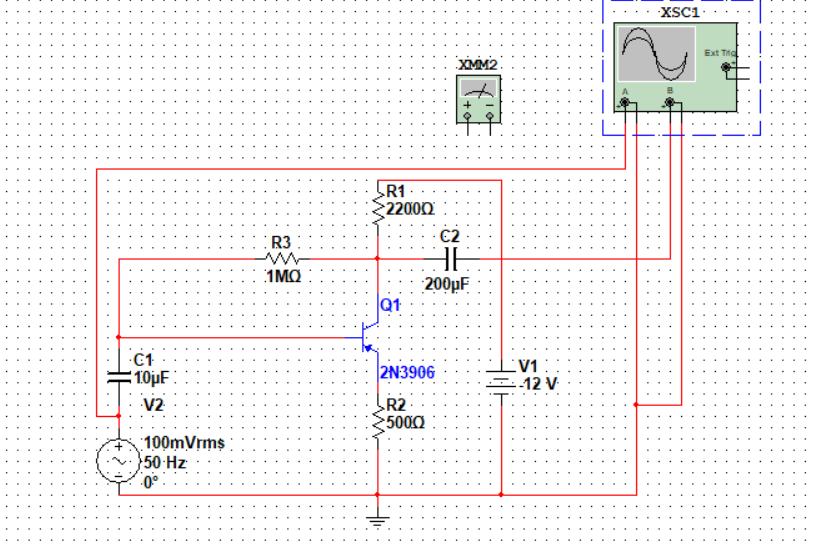 XSC1
Ext Trig
+
A
B
+
-
+
-
XMM2
+
-
R1
2200Ω
R3
1MΩ
C2
200µF
Q1
2N3906
C1
10µF
V1
-12 V
V2
R2
500Ω
100mVrms
50 Hz
0°